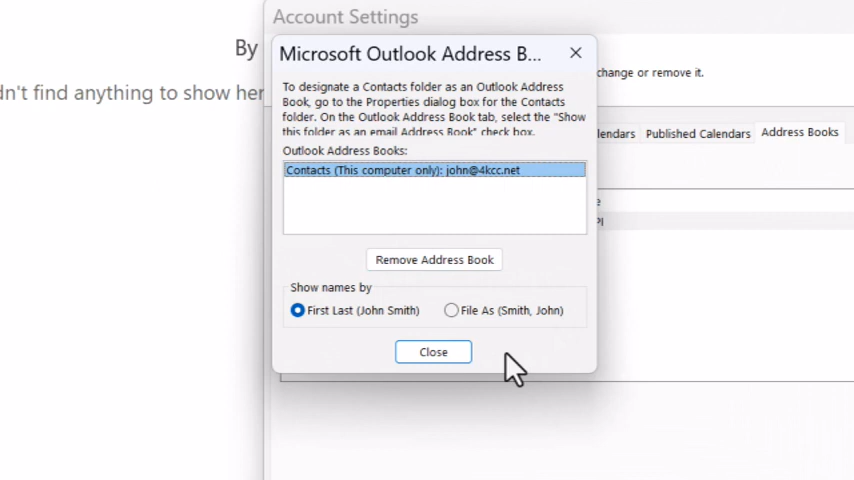 Account Settings
By
Microsoft Outlook Address B...
change or remove it.
dn't find anything to show her
To designate a Contacts folder as an Outlook Address
Book, go to the Properties dialog box for the Contacts
folder. On the Outlook Address Book tab, select the "Show
this folder as an email Address Book" check box.
lendars Published Calendars Address Books
Outlook Address Books:
Contacts (This computer only): john@4kcc.net
e
PI
Remove Address Book
Show names by
First Last (John Smith) File As (Smith, John)
Close